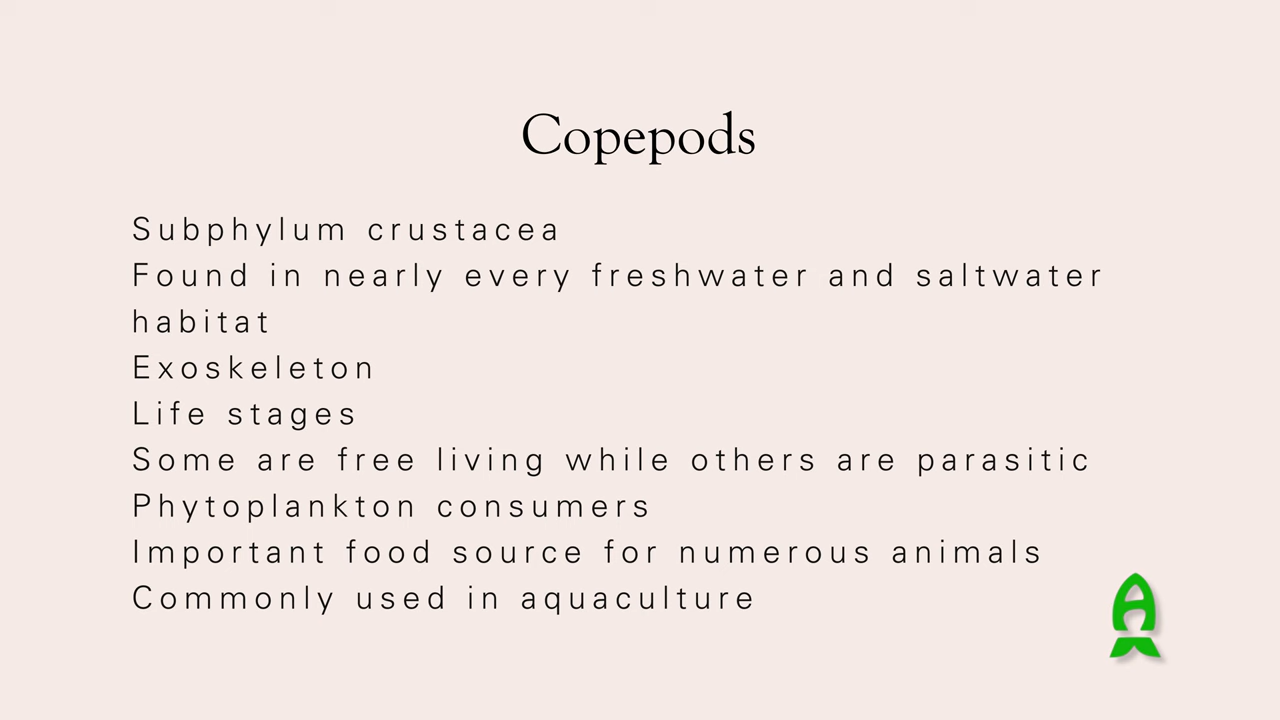 Copepods
Subphylum crustacea
Found in nearly every freshwater and saltwater
habitat
Exoskeleton
Life stages
Some are free living while others are parasitic
Phytoplankton consumers
Important food source for numerous animals
Commonly used in aquaculture